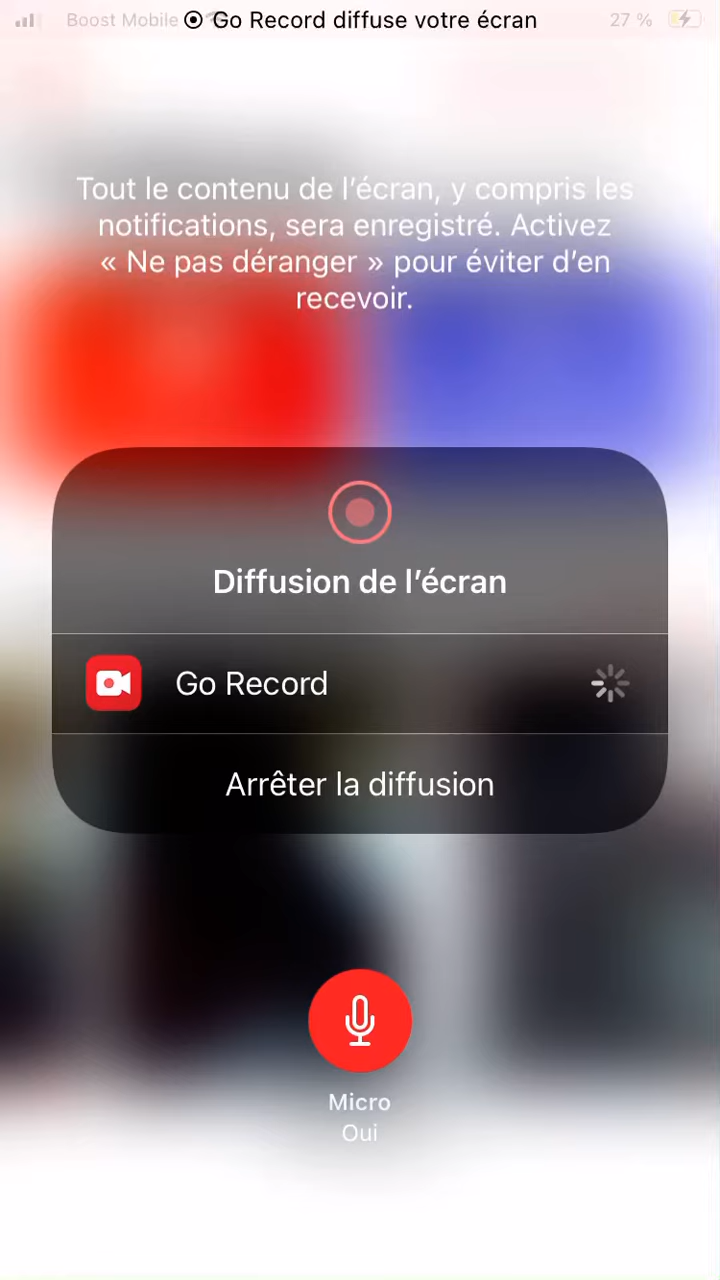 Boost Mobile Go Record diffuse votre écran 27 %
Tout le contenu de l’écran, y compris les
notifications, sera enregistré. Activez
« Ne pas déranger » pour éviter d’en
recevoir.
Diffusion de l’écran
Go Record
Arrêter la diffusion
Micro
Oui